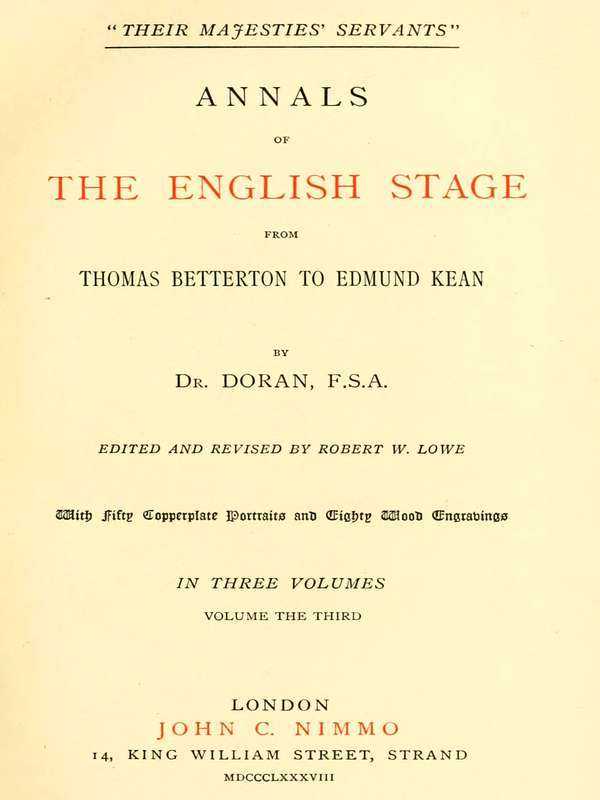 "THEIR MAJESTIES' SERVANTS"
ANNALS
OF
THE ENGLISH STAGE
FROM
THOMAS BETTERTON TO EDMUND KEAN
BY
DR. DORAN, F.S.A.
EDITED AND REVISED BY ROBERT W. LOWE
With Fifty Copperplate Portraits and Eighty Wood Engravings
IN THREE VOLUMES
VOLUME THE THIRD
LONDON
JOHN C. NIMMO
14, KING WILLIAM STREET, STRAND
MDCCCLXXXVIII